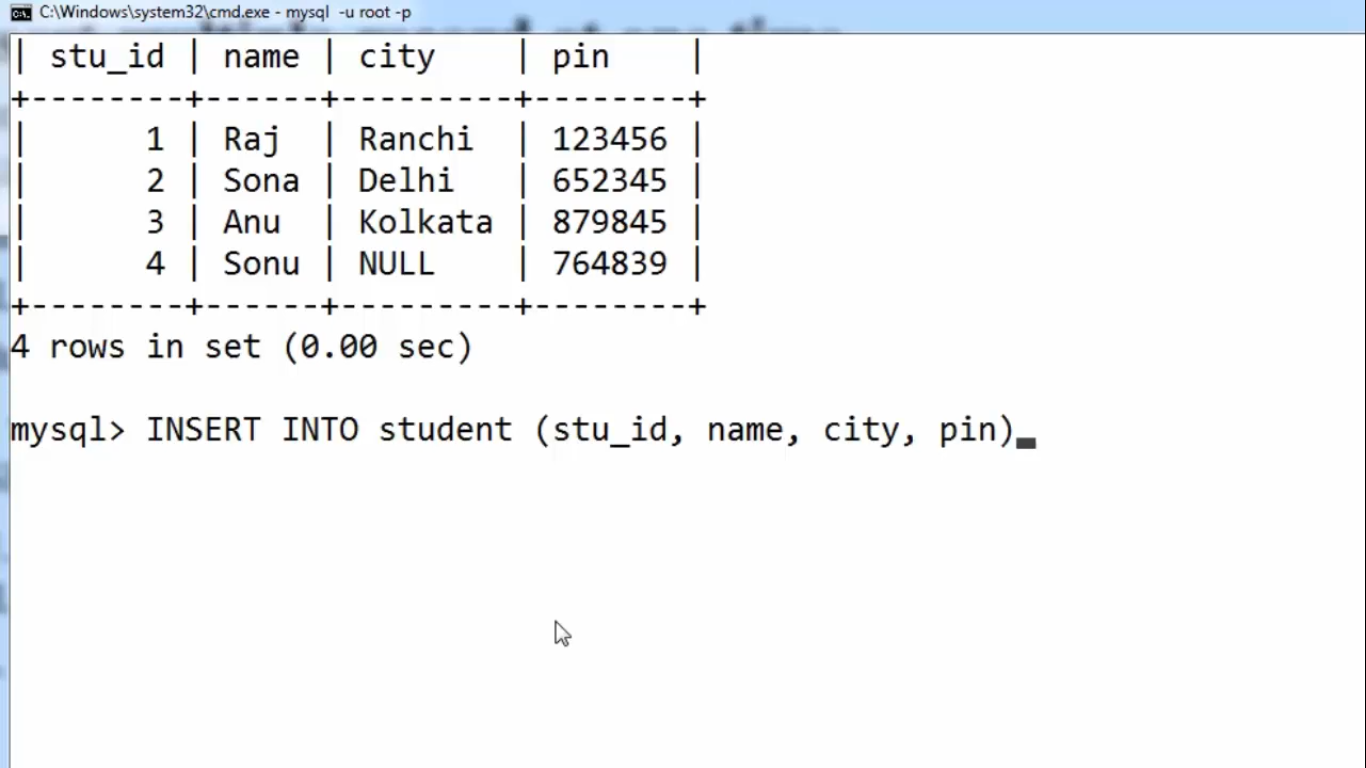 C:\Windows\system32\cmd.exe - mysql -u root -p
| stu_id | name | city    | pin    |
+--------+------+---------+--------+
|      1 | Raj  | Ranchi  | 123456 |
|      2 | Sona | Delhi   | 652345 |
|      3 | Anu  | Kolkata | 879845 |
|      4 | Sonu | NULL    | 764839 |
+--------+------+---------+--------+
4 rows in set (0.00 sec)
mysql> INSERT INTO student (stu_id, name, city, pin)